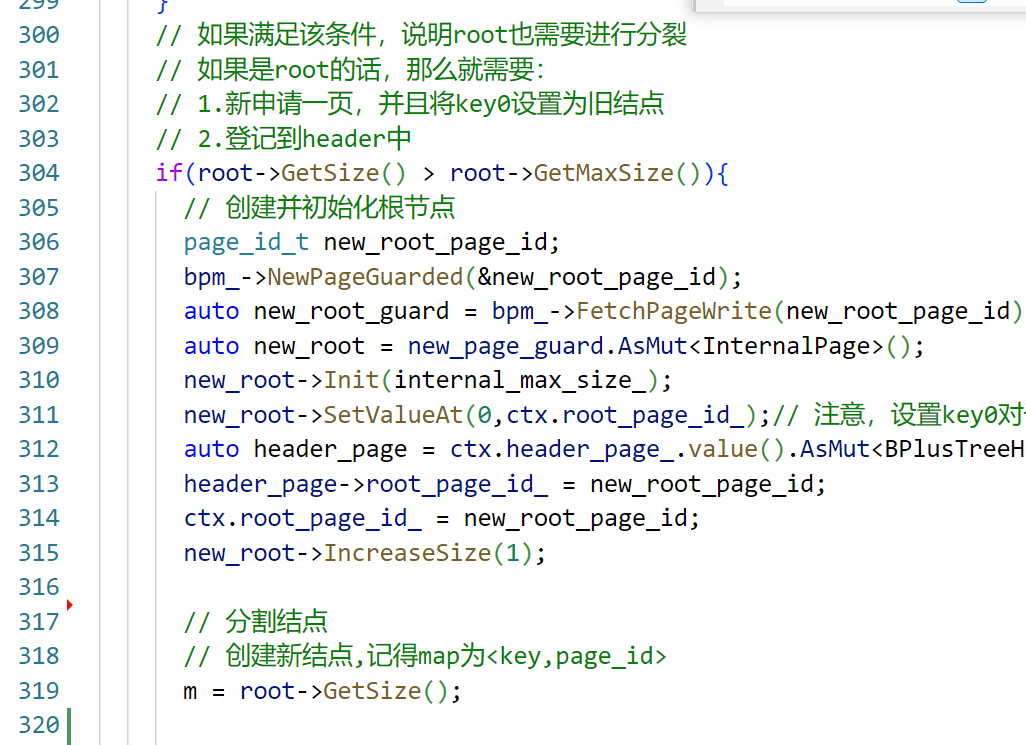 299 }
300 // 如果满足该条件，说明root也需要进行分裂
301 // 如果是root的话，那么就需要：
302 // 1.新申请一页，并且将key0设置为旧结点
303 // 2.登记到header中
304 if(root->GetSize() > root->GetMaxSize()){
305 // 创建并初始化根节点
306 page_id_t new_root_page_id;
307 bpm_->NewPageGuarded(&new_root_page_id);
308 auto new_root_guard = bpm_->FetchPageWrite(new_root_page_id)
309 auto new_root = new_page_guard.AsMut<InternalPage>();
310 new_root->Init(internal_max_size_);
311 new_root->SetValueAt(0,ctx.root_page_id_);// 注意，设置key0对
312 auto header_page = ctx.header_page_.value().AsMut<BPlusTreeH
313 header_page->root_page_id_ = new_root_page_id;
314 ctx.root_page_id_ = new_root_page_id;
315 new_root->IncreaseSize(1);
316
317 // 分割结点
318 // 创建新结点,记得map为<key,page_id>
319 m = root->GetSize();
320